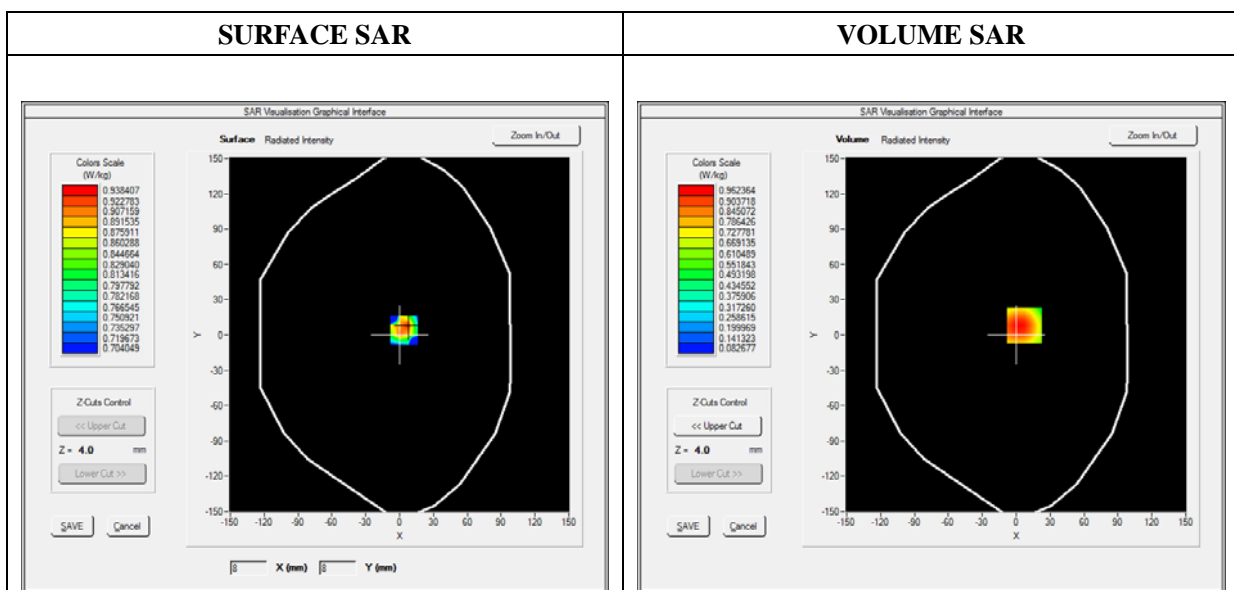 SURFACE SAR
VOLUME SAR
SAR Visualisation Graphical Interface
Surface Radiated Intensity
Zoom In/Out
Colors Scale
(W/kg)
0.938407
0.922783
0.907159
0.891535
0.875911
0.860288
0.844664
0.829040
0.813416
0.797792
0.782168
0.766545
0.750921
0.735297
0.719673
0.704049
Z-Cuts Control
<< Upper Cut
Z = 4.0 mm
Lower Cut >>
SAVE Cancel
150
120
90
60
30
0
-30
-60
-90
-120
-150
Y
-150 -120 -90 -60 -30 0 30 60 90 120 150
X
8 X (mm) 8 Y (mm)
SAR Visualisation Graphical Interface
Volume Radiated Intensity
Zoom In/Out
Colors Scale
(W/kg)
0.962364
0.903718
0.845072
0.786426
0.727781
0.669135
0.610489
0.551843
0.493198
0.434552
0.375906
0.317260
0.258615
0.199969
0.141323
0.082677
Z-Cuts Control
<< Upper Cut
Z = 4.0 mm
Lower Cut >>
SAVE Cancel
150
120
90
60
30
0
-30
-60
-90
-120
-150
Y
-150 -120 -90 -60 -30 0 30 60 90 120 150
X